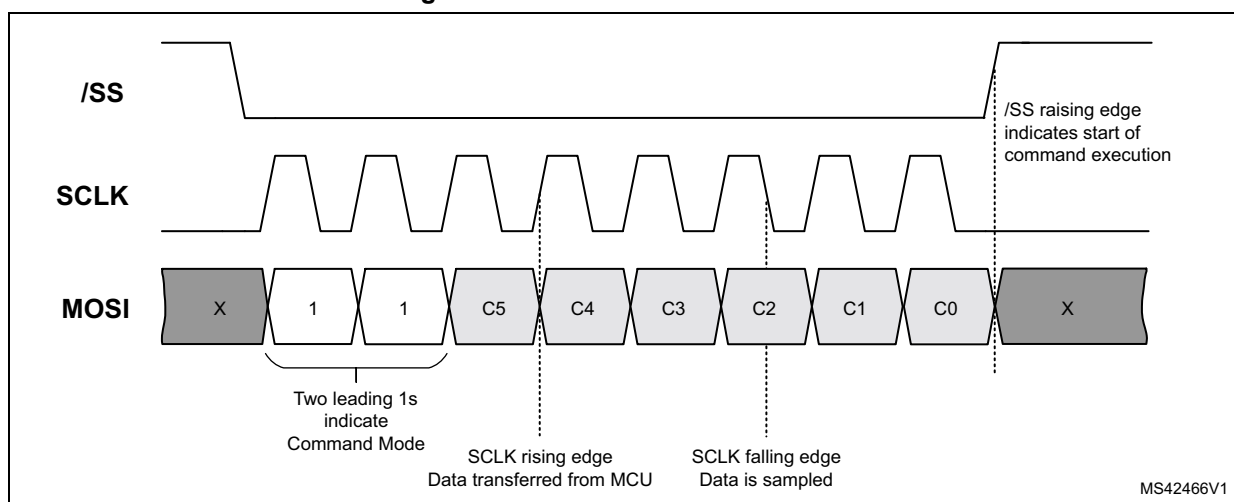 /SS
/SS raising edge
indicates start of
command execution
SCLK
MOSI
X
1
1
C5
C4
C3
C2
C1
C0
X
Two leading 1s
indicate
Command Mode
SCLK rising edge
Data transferred from MCU
SCLK falling edge
Data is sampled
MS42466V1